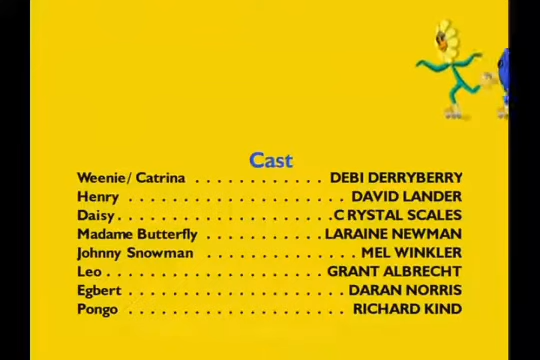 Cast
Weenie/ Catrina . . . . . . . . . . . . DEBI DERRYBERRY
Henry . . . . . . . . . . . . . . . . . . . . DAVID LANDER
Daisy . . . . . . . . . . . . . . . . . . . . C RYSTAL SCALES
Madame Butterfly . . . . . . . . . . . LARAINE NEWMAN
Johnny Snowman . . . . . . . . . . . . . . MEL WINKLER
Leo . . . . . . . . . . . . . . . . . . . . . GRANT ALBRECHT
Egbert . . . . . . . . . . . . . . . . . . . . DARAN NORRIS
Pongo . . . . . . . . . . . . . . . . . . . . RICHARD KIND